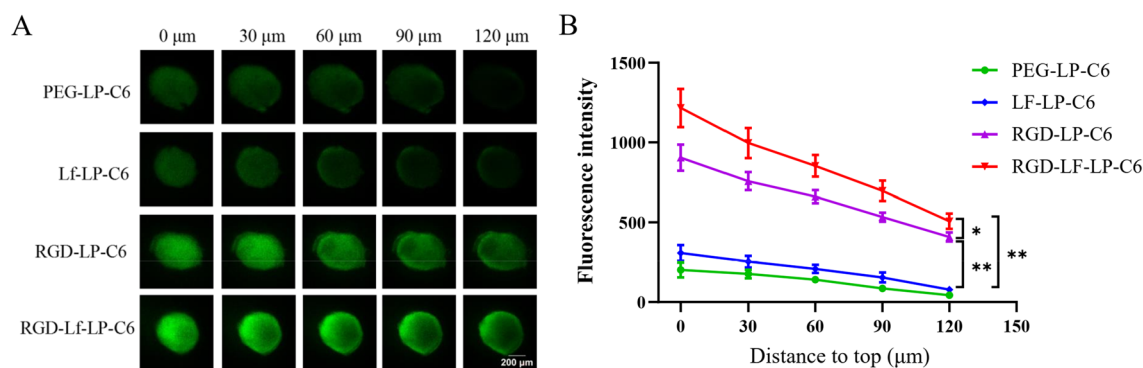 A
0 μm 30 μm 60 μm 90 μm 120 μm
PEG-LP-C6
Lf-LP-C6
RGD-LP-C6
RGD-Lf-LP-C6
200 μm
B
Fluorescence intensity
1500
1000
500
0
0 30 60 90 120 150
Distance to top (μm)
PEG-LP-C6
LF-LP-C6
RGD-LP-C6
RGD-LF-LP-C6
*
**
**